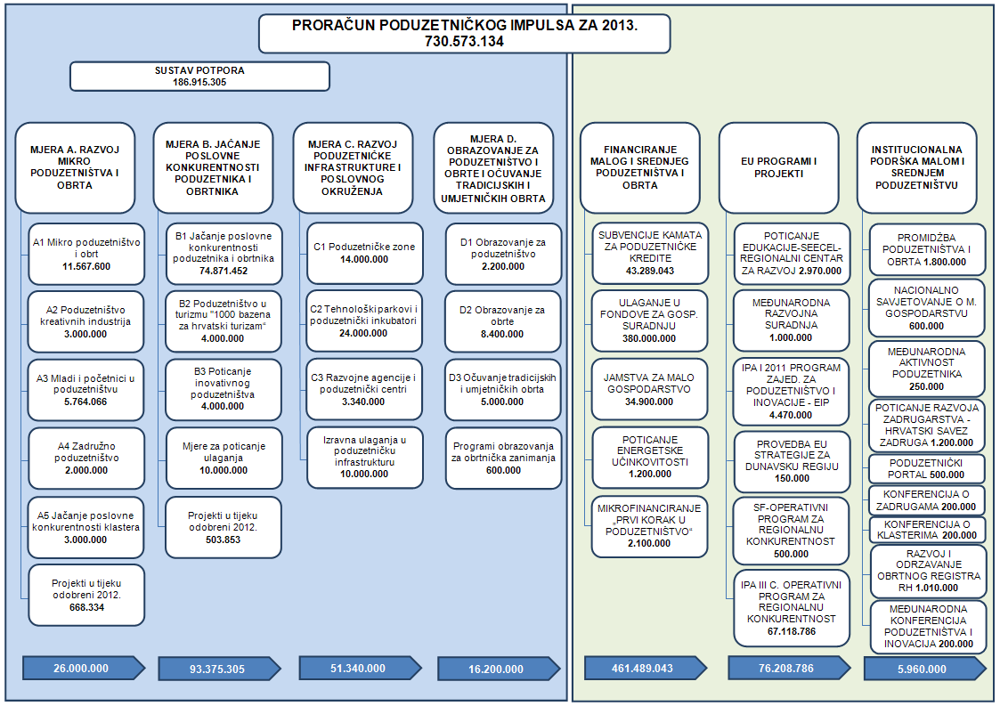 PRORAČUN PODUZETNIČKOG IMPULSA ZA 2013.
730.573.134
SUSTAV POTPORA
186.915.305
MJERA A. RAZVOJ
MIKRO
PODUZETNIŠTVA I
OBRTA
A1 Mikro poduzetništvo
i obrt
11.567.600
A2 Poduzetništvo
kreativnih industrija
3.000.000
A3 Mladi i početnici u
poduzetništvu
5.764.066
A4 Zadružno
poduzetništvo
2.000.000
A5 Jačanje poslovne
konkurentnosti klastera
3.000.000
Projekti u tijeku
odobreni 2012.
668.334
26.000.000
MJERA B. JAČANJE
POSLOVNE
KONKURENTNOSTI
PODUZETNIKA I
OBRTNIKA
B1 Jačanje poslovne
konkurentnosti
poduzetnika i obrtnika
74.871.452
B2 Poduzetništvo u
turizmu "1000 bazena
za hrvatski turizam“
4.000.000
B3 Poticanje
inovativnog
poduzetništva
4.000.000
Mjere za poticanje
ulaganja
10.000.000
Projekti u tijeku
odobreni 2012.
503.853
93.375.305
MJERA C. RAZVOJ
PODUZETNIČKE
INFRASTRUKTURE I
POSLOVNOG
OKRUŽENJA
C1 Poduzetničke zone
14.000.000
C2 Tehnološki parkovi i
poduzetnički inkubatori
24.000.000
C3 Razvojne agencije i
poduzetnički centri
3.340.000
Izravna ulaganja u
poduzetničku
infrastrukturu
10.000.000
51.340.000
MJERA D.
OBRAZOVANJE ZA
PODUZETNIŠTVO I
OBRTE I OČUVANJE
TRADICIJSKIH I
UMJETNIČKIH OBRTA
D1 Obrazovanje za
poduzetništvo
2.200.000
D2 Obrazovanje za
obrte
8.400.000
D3 Očuvanje tradicijskih
i umjetničkih obrta
5.000.000
Programi obrazovanja
za obrtnička zanimanja
600.000
16.200.000
FINANCIRANJE
MALOG I SREDNJEG
PODUZETNIŠTVA I
OBRTA
SUBVENCIJE KAMATA
ZA PODUZETNIČKE
KREDITE
43.289.043
ULAGANJE U
FONDOVE ZA GOSP.
SURADNJU
380.000.000
JAMSTVA ZA MALO
GOSPODARSTVO
34.900.000
POTICANJE
ENERGETSKE
UČINKOVITOSTI
1.200.000
MIKROFINANCIRANJE
„PRVI KORAK U
PODUZETNIŠTVO“
2.100.000
461.489.043
EU PROGRAMI I
PROJEKTI
POTICANJE
EDUKACIJE-SEECEL-
REGIONALNI CENTAR
ZA RAZVOJ 2.970.000
MEĐUNARODNA
RAZVOJNA
SURADNJA
1.000.000
IPA I 2011 PROGRAM
ZAJED. ZA
PODUZETNIŠTVO I
INOVACIJE - EIP
4.470.000
PROVEDBA EU
STRATEGIJE ZA
DUNAVSKU REGIJU
150.000
SF-OPERATIVNI
PROGRAM ZA
REGIONALNU
KONKURENTNOST
500.000
IPA III C. OPERATIVNI
PROGRAM ZA
REGIONALNU
KONKURENTNOST
67.118.786
76.208.786
INSTITUCIONALNA
PODRŠKA MALOM I
SREDNJEM
PODUZETNIŠTVU
PROMIDŽBA
PODUZETNIŠTVA I
OBRTA 1.800.000
NACIONALNO
SAVJETOVANJE O M.
GOSPODARSTVU
600.000
MEĐUNARODNA
AKTIVNOST
PODUZETNIKA
250.000
POTICANJE RAZVOJA
ZADRUGARSTVA -
HRVATSKI SAVEZ
ZADRUGA 1.200.000
PODUZETNIČKI
PORTAL 500.000
KONFERENCIJA O
ZADRUGAMA 200.000
KONFERENCIJA O
KLASTERIMA 200.000
RAZVOJ I
ODRZAVANJE
OBRTNOG REGISTRA
RH 1.010.000
MEĐUNARODNA
KONFERENCIJA
PODUZETNIŠTVA I
INOVACIJA 200.000
5.960.000